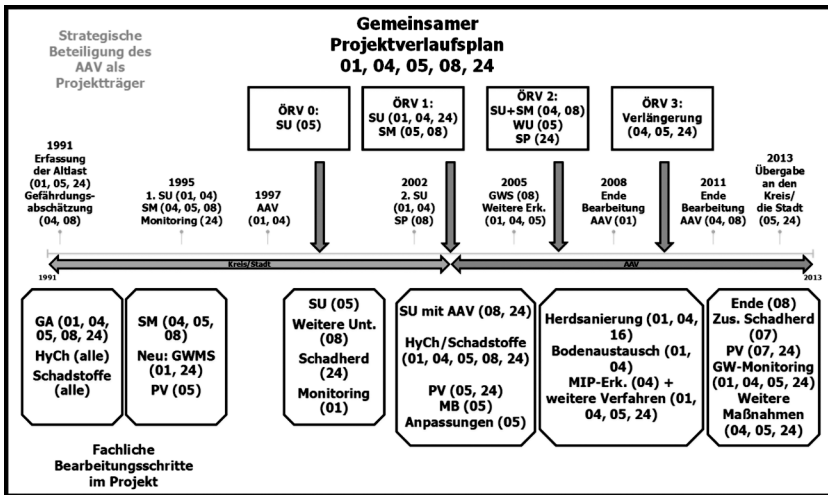 Strategische
Beteiligung des
AAV als
Projektträger
Gemeinsamer
Projektverlaufsplan
01, 04, 05, 08, 24
ÖRV 0:
SU (05)
ÖRV 1:
SU (01, 04, 24)
SM (05, 08)
ÖRV 2:
SU+SM (04, 08)
WU (05)
SP (24)
ÖRV 3:
Verlängerung
(04, 05, 24)
1991
Erfassung
der Altlast
(01, 05, 24)
Gefährdungs-
abschätzung
(04, 08)
1995
1. SU (01, 04)
SM (04, 05, 08)
Monitoring (24)
1997
AAV
(01, 04)
2002
2. SU
(01, 04)
SP (08)
2005
GWS (08)
Weitere Erk.
(01, 04, 05)
2008
Ende
Bearbeitung
AAV (01)
2011
Ende
Bearbeitung
AAV (04, 08)
2013
Übergabe
an den
Kreis/
die Stadt
(05, 24)
Kreis/Stadt
AAV
1991
2013
GA (01, 04,
05, 08, 24)
HyCh (alle)
Schadstoffe
(alle)
SM (04, 05,
08)
Neu: GWMS
(01, 24)
PV (05)
SU (05)
Weitere Unt.
(08)
Schadherd
(24)
Monitoring
(01)
SU mit AAV (08, 24)
HyCh/Schadstoffe
(01, 04, 05, 08, 24)
PV (05, 24)
MB (05)
Anpassungen (05)
Herdsanierung (01, 04,
16)
Bodenaustausch (01,
04)
MIP-Erk. (04) +
weitere Verfahren (01,
04, 05, 24)
Ende (08)
Zus. Schadherd
(07)
PV (07, 24)
GW-Monitoring
(01, 04, 05, 24)
Weitere
Maßnahmen
(04, 05, 24)
Fachliche
Bearbeitungsschritte
im Projekt